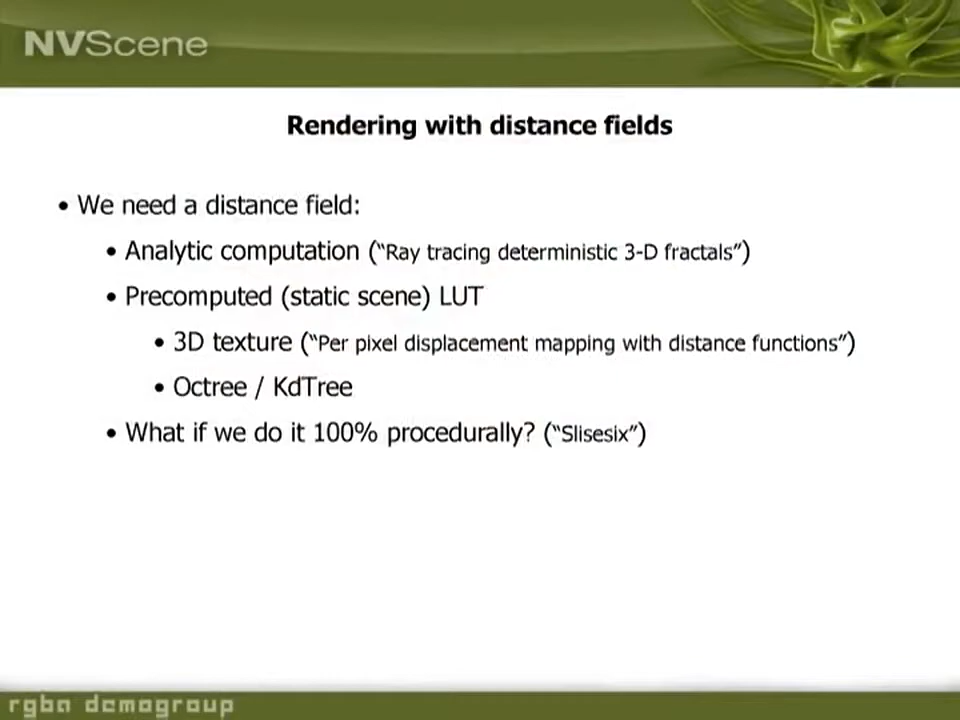 NVScene
Rendering with distance fields
• We need a distance field:
• Analytic computation (“Ray tracing deterministic 3-D fractals”)
• Precomputed (static scene) LUT
• 3D texture (“Per pixel displacement mapping with distance functions”)
• Octree / KdTree
• What if we do it 100% procedurally? (“Slisesix”)
rgba demogroup